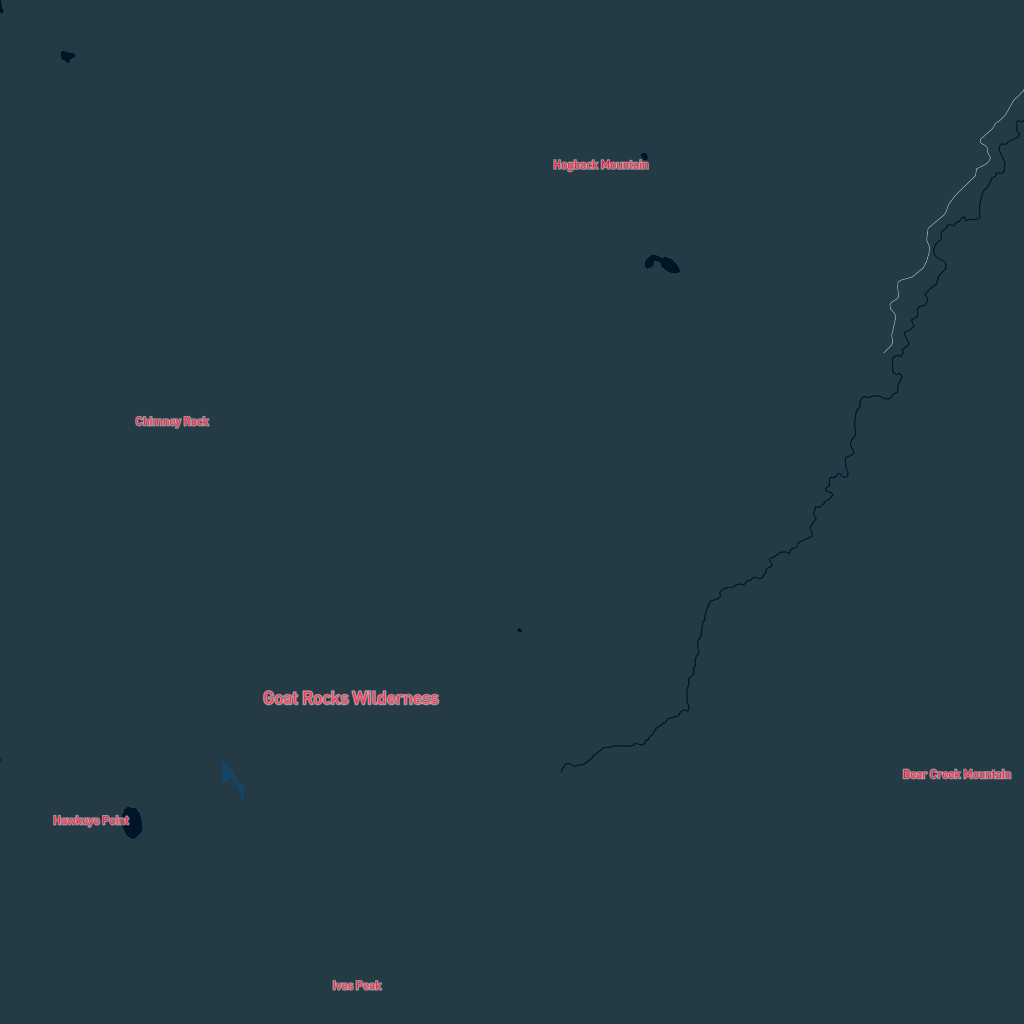 Hogback Mountain
Chimney Rock
Goat Rocks Wilderness
Bear Creek Mountain
Hawkeye Point
Ives Peak